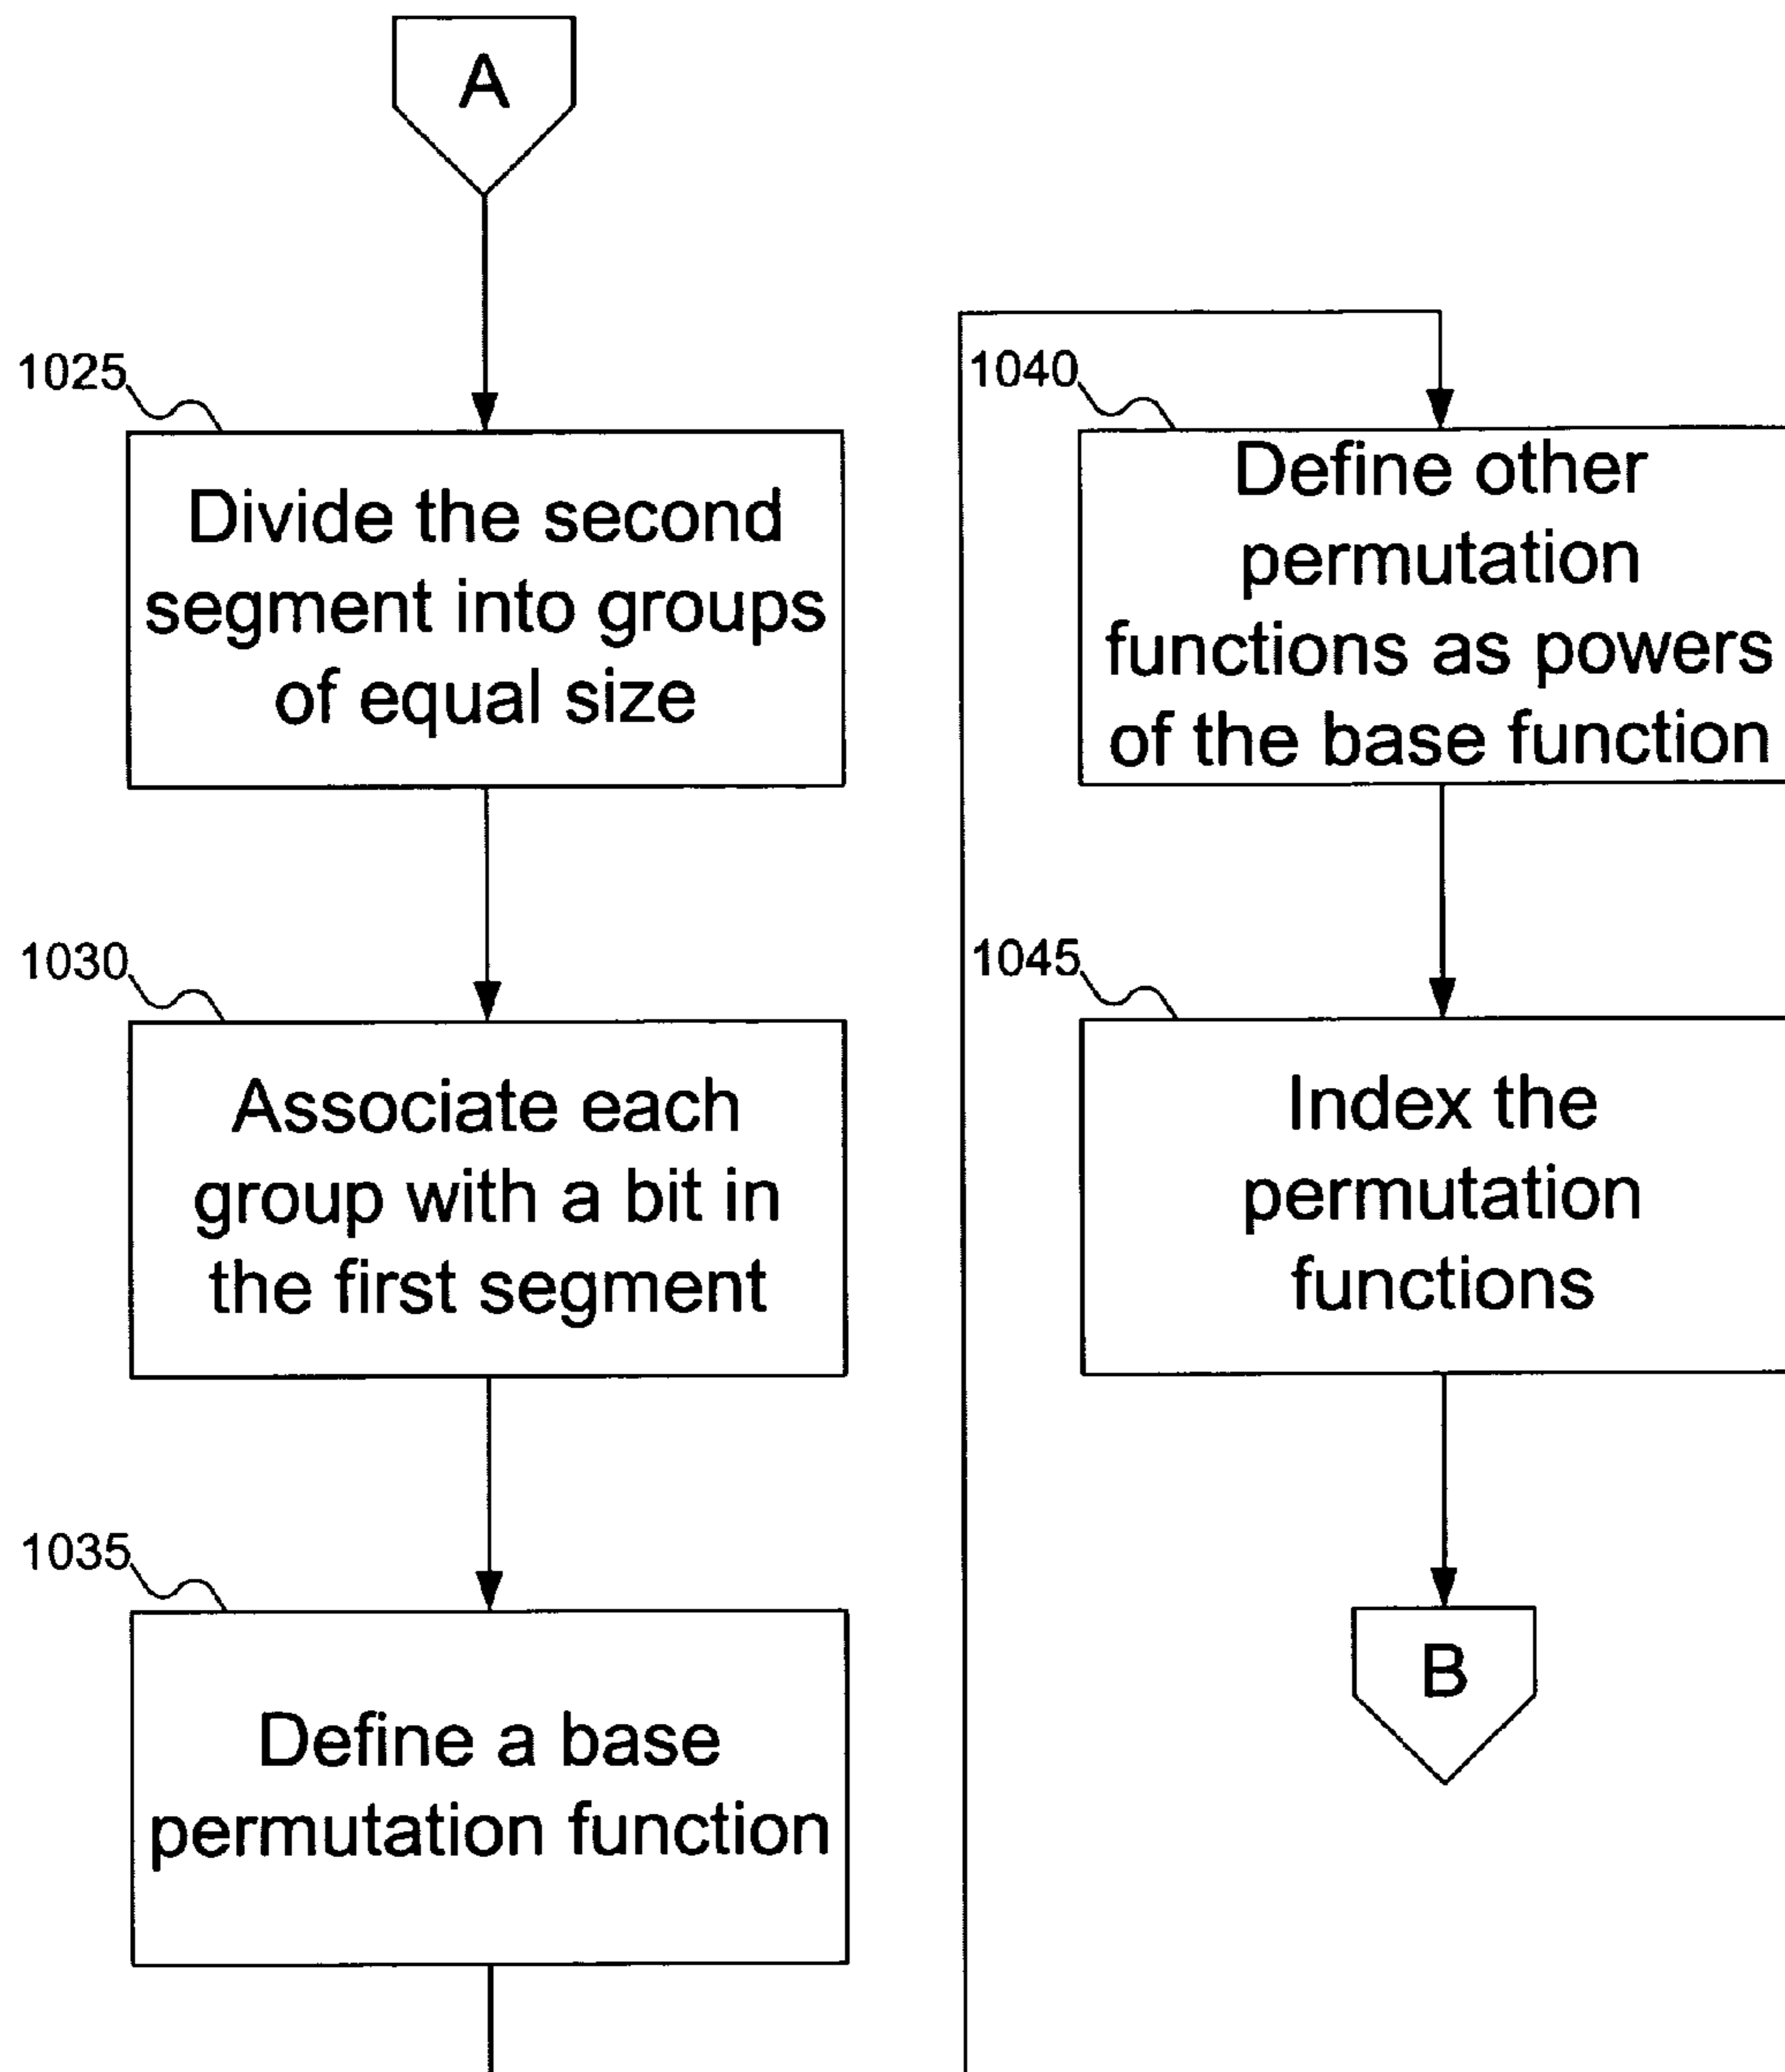 A
1025
Divide the second
segment into groups
of equal size
1030
Associate each
group with a bit in
the first segment
1035
Define a base
permutation function
1040
Define other
permutation
functions as powers
of the base function
1045
Index the
permutation
functions
B